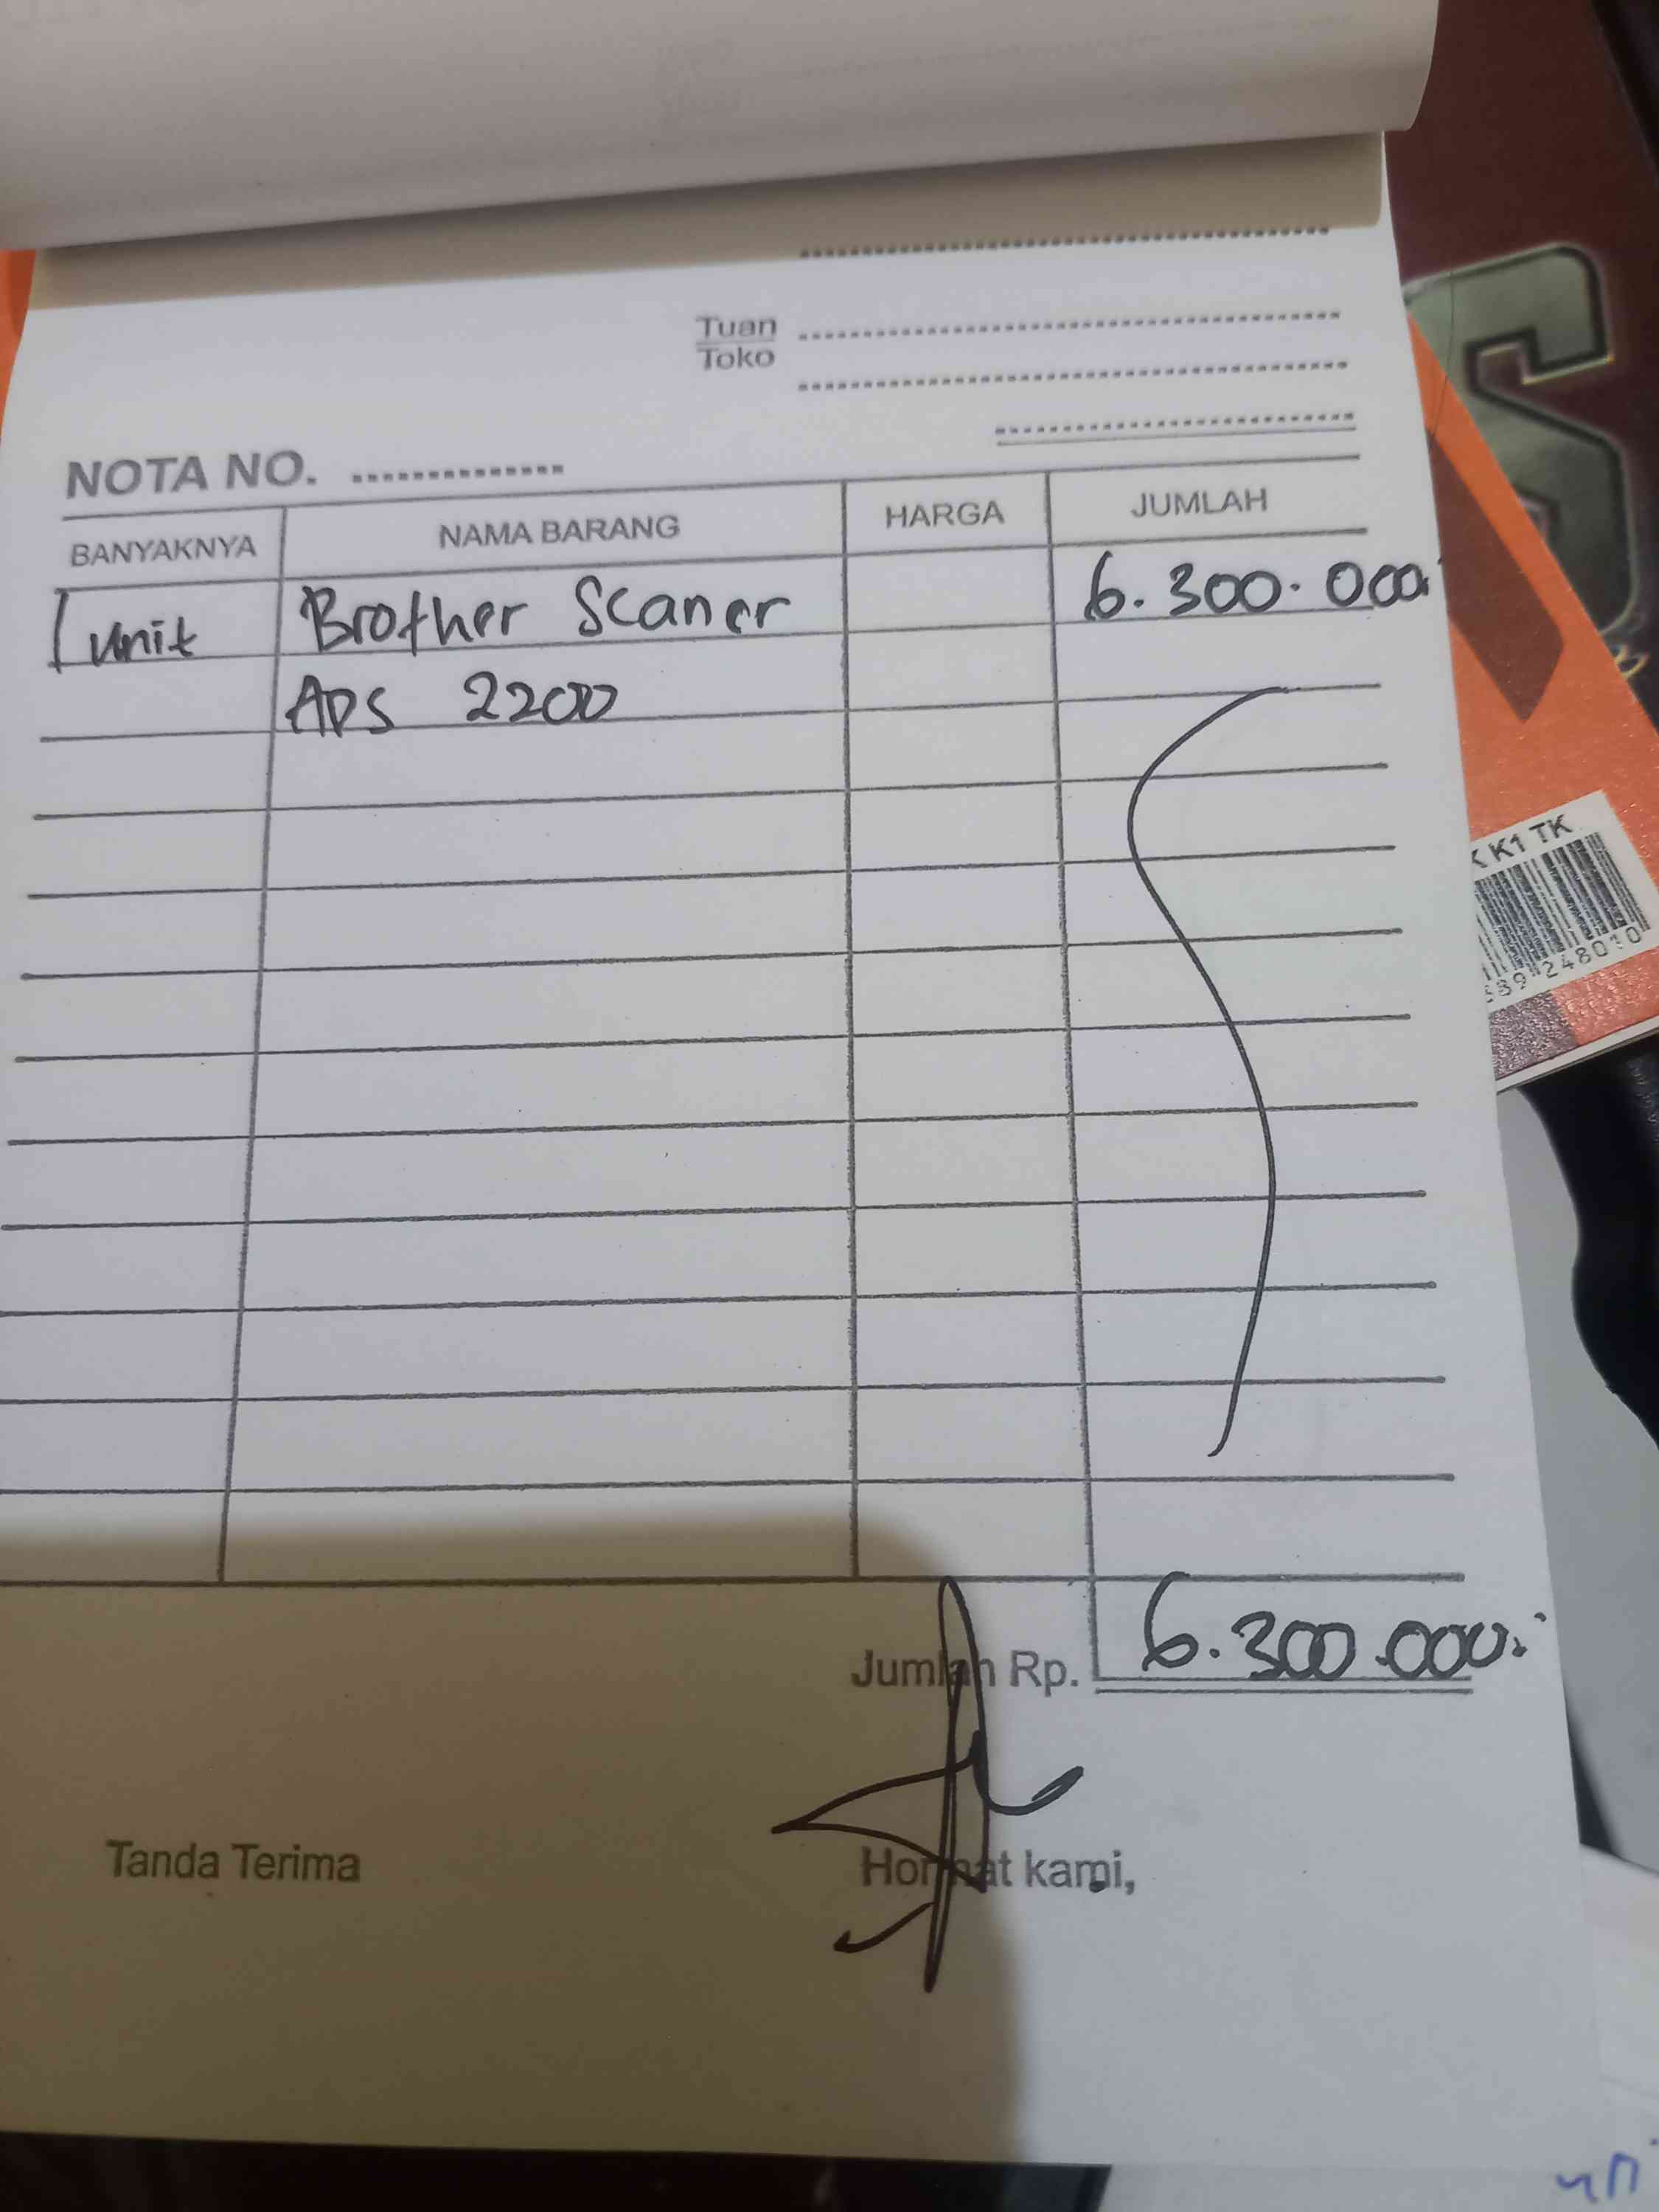 Tuan
Toko
NOTA NO. ..............
BANYAKNYA NAMA BARANG HARGA JUMLAH
1 unit Brother Scaner 6.300.000
ADS 2200
K1 TK
248010
Jumlah Rp. 6.300.000
Tanda Terima Hormat kami,